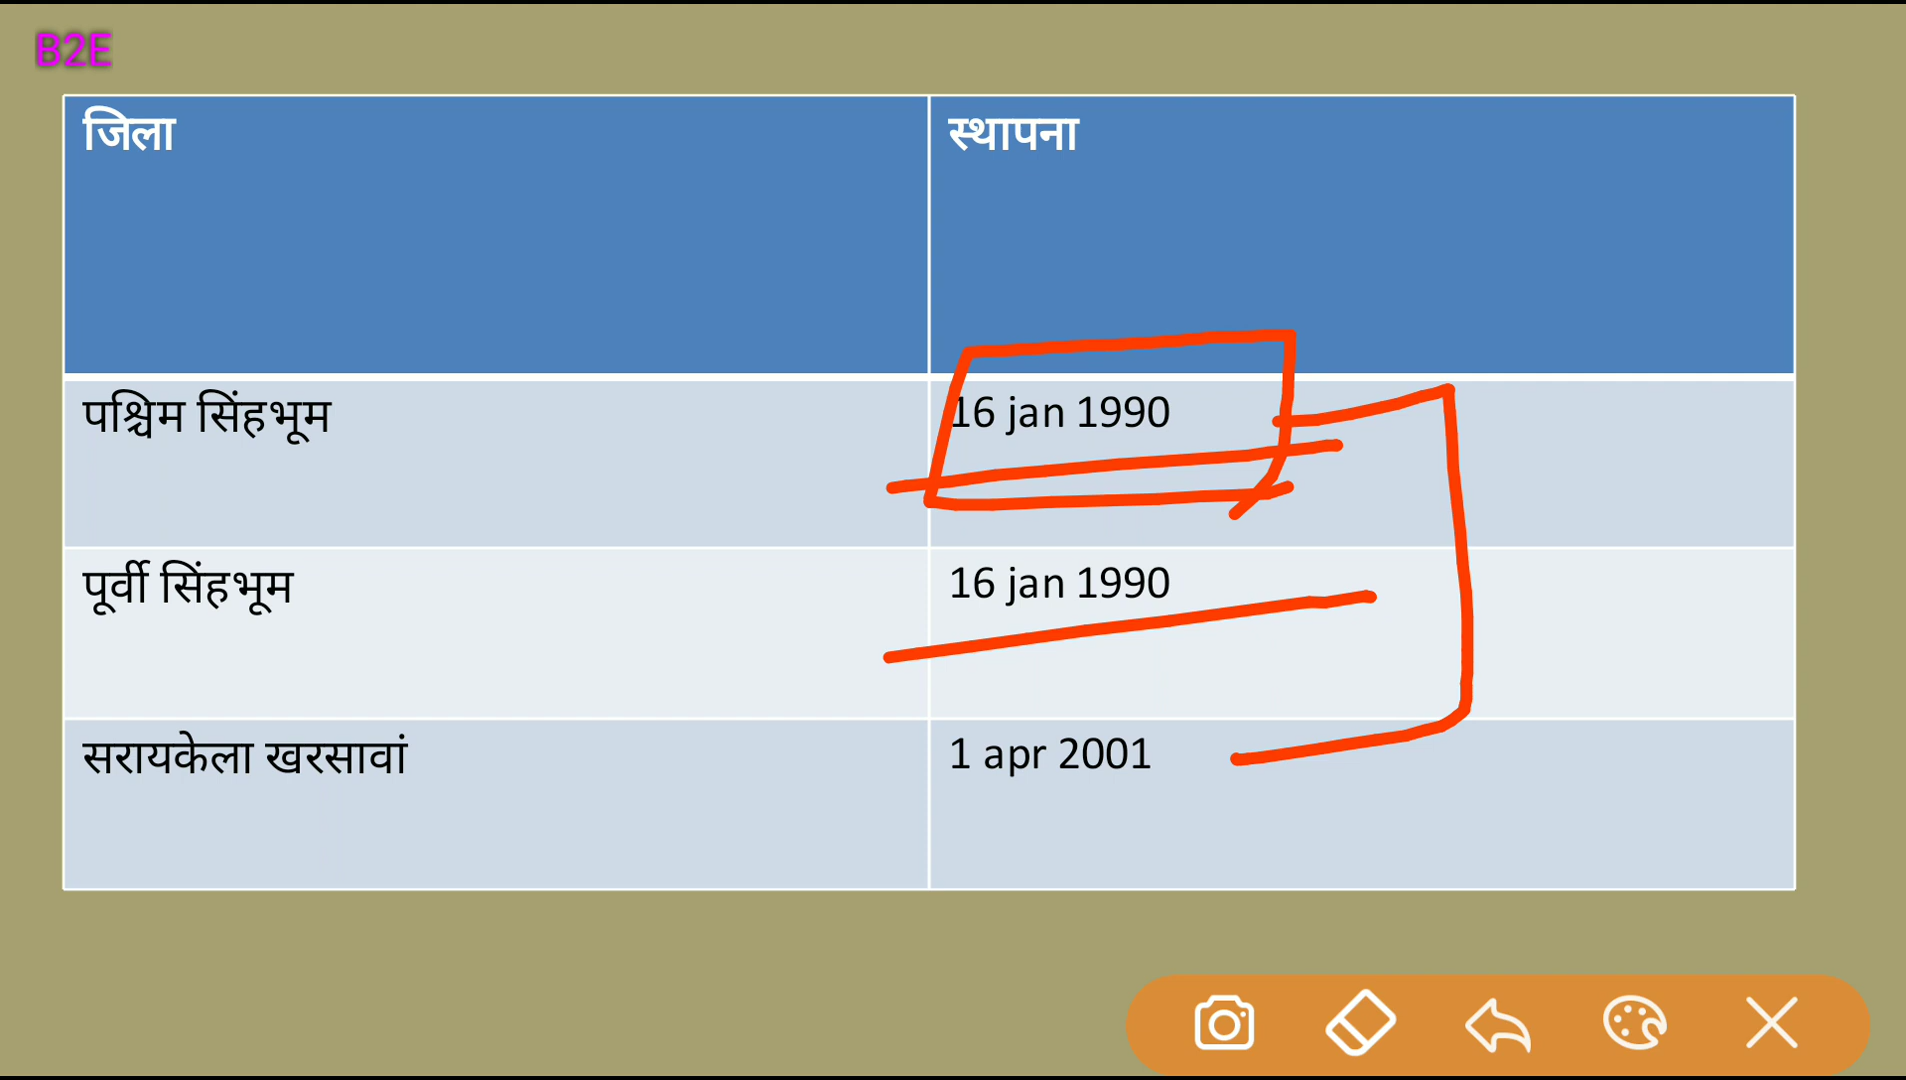 B2E
जिला स्थापना
पश्चिम सिंहभूम 16 jan 1990
पूर्वी सिंहभूम 16 jan 1990
सरायकेला खरसावां 1 apr 2001